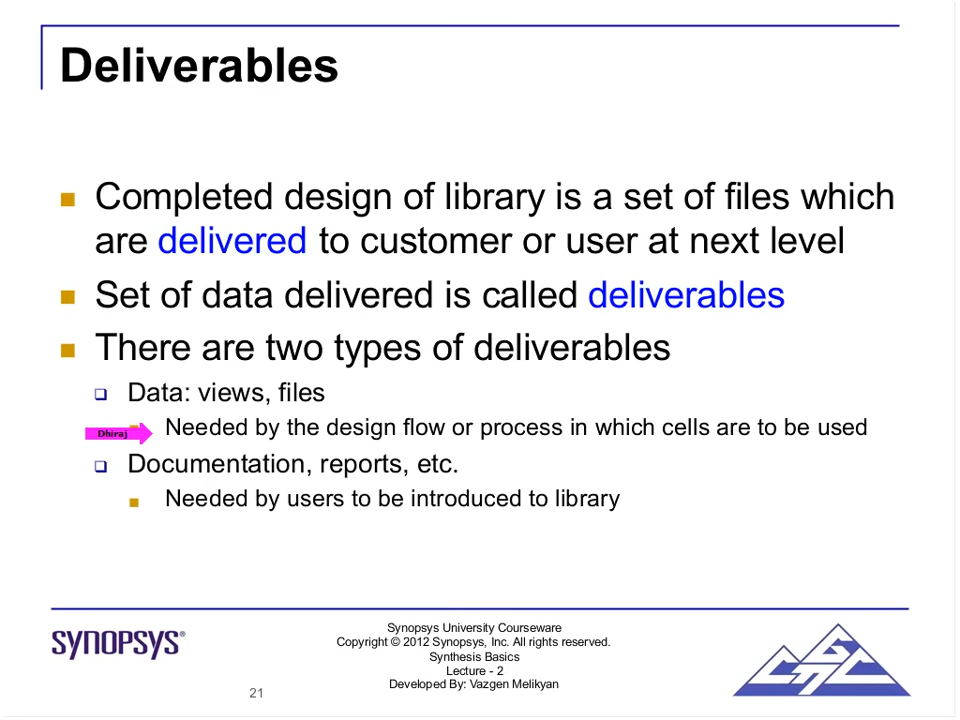 Deliverables
Completed design of library is a set of files which
are delivered to customer or user at next level
Set of data delivered is called deliverables
There are two types of deliverables
Data: views, files
Needed by the design flow or process in which cells are to be used
Dhiraj
Documentation, reports, etc.
Needed by users to be introduced to library
SYNOPSYS®
Synopsys University Courseware
Copyright © 2012 Synopsys, Inc. All rights reserved.
Synthesis Basics
Lecture - 2
Developed By: Vazgen Melikyan
21